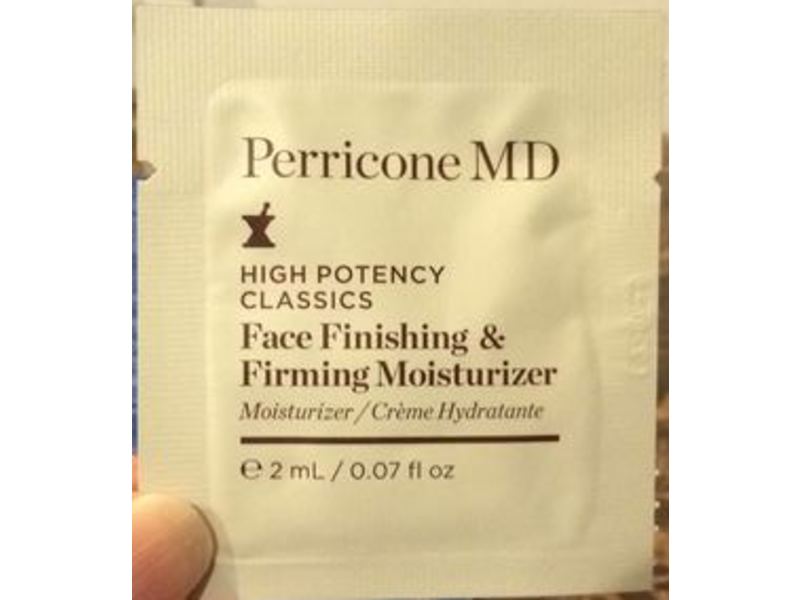 Perricone MD
HIGH POTENCY
CLASSICS
Face Finishing &
Firming Moisturizer
Moisturizer / Crème Hydratante
℮ 2 mL / 0.07 fl oz